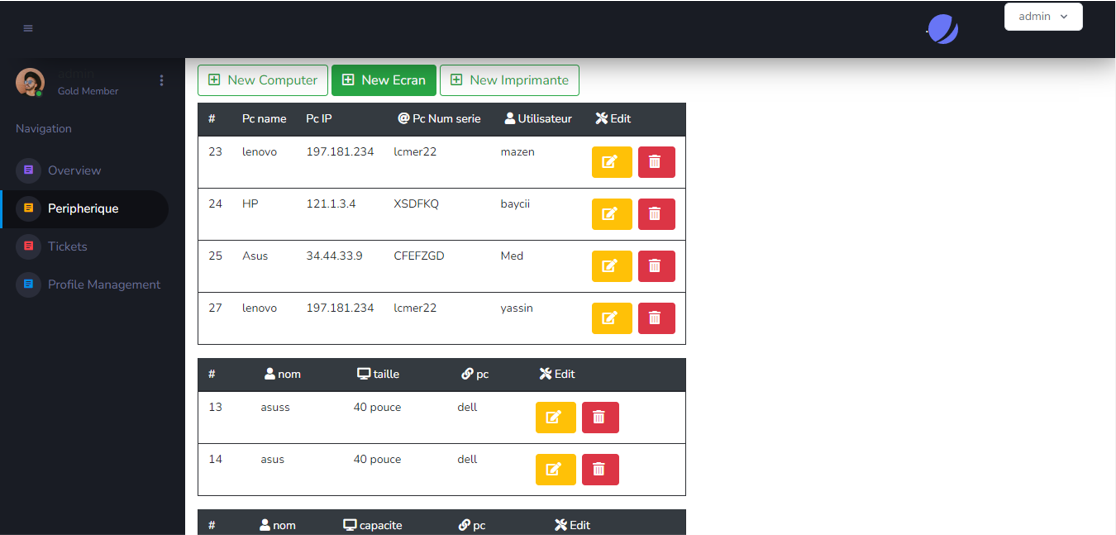 admin
admin
Gold Member
Navigation
Overview
Peripherique
Tickets
Profile Management
New Computer New Ecran New Imprimante
# Pc name Pc IP Pc Num serie Utilisateur Edit
23 lenovo 197.181.234 lcmer22 mazen
24 HP 121.1.3.4 XSDFKQ baycii
25 Asus 34.44.33.9 CFEFZGD Med
27 lenovo 197.181.234 lcmer22 yassin
# nom taille pc Edit
13 asuss 40 pouce dell
14 asus 40 pouce dell
# nom capacite pc Edit